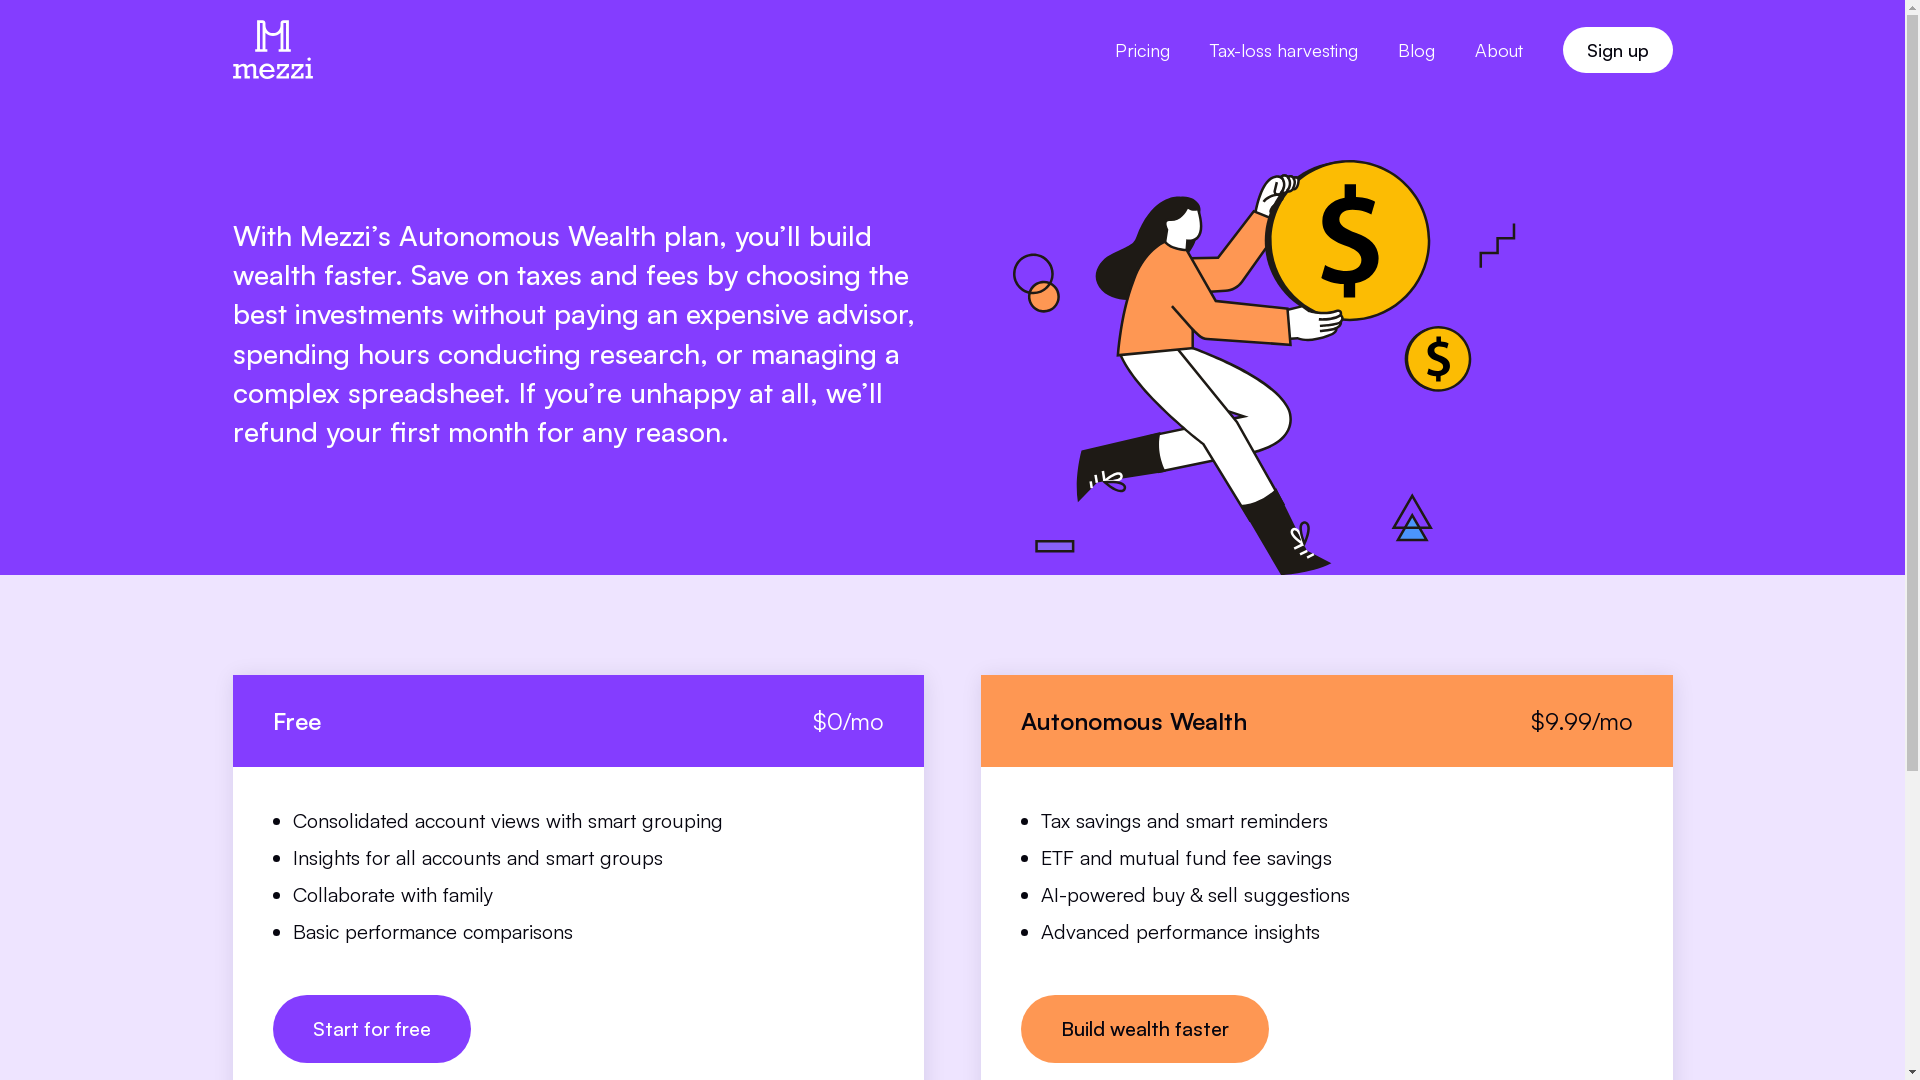 mezzi
Pricing
Tax-loss harvesting
Blog
About
Sign up
With Mezzi’s Autonomous Wealth plan, you’ll build
wealth faster. Save on taxes and fees by choosing the
best investments without paying an expensive advisor,
spending hours conducting research, or managing a
complex spreadsheet. If you’re unhappy at all, we’ll
refund your first month for any reason.
$
$
Free
$0/mo
Consolidated account views with smart grouping
Insights for all accounts and smart groups
Collaborate with family
Basic performance comparisons
Start for free
Autonomous Wealth
$9.99/mo
Tax savings and smart reminders
ETF and mutual fund fee savings
AI-powered buy & sell suggestions
Advanced performance insights
Build wealth faster